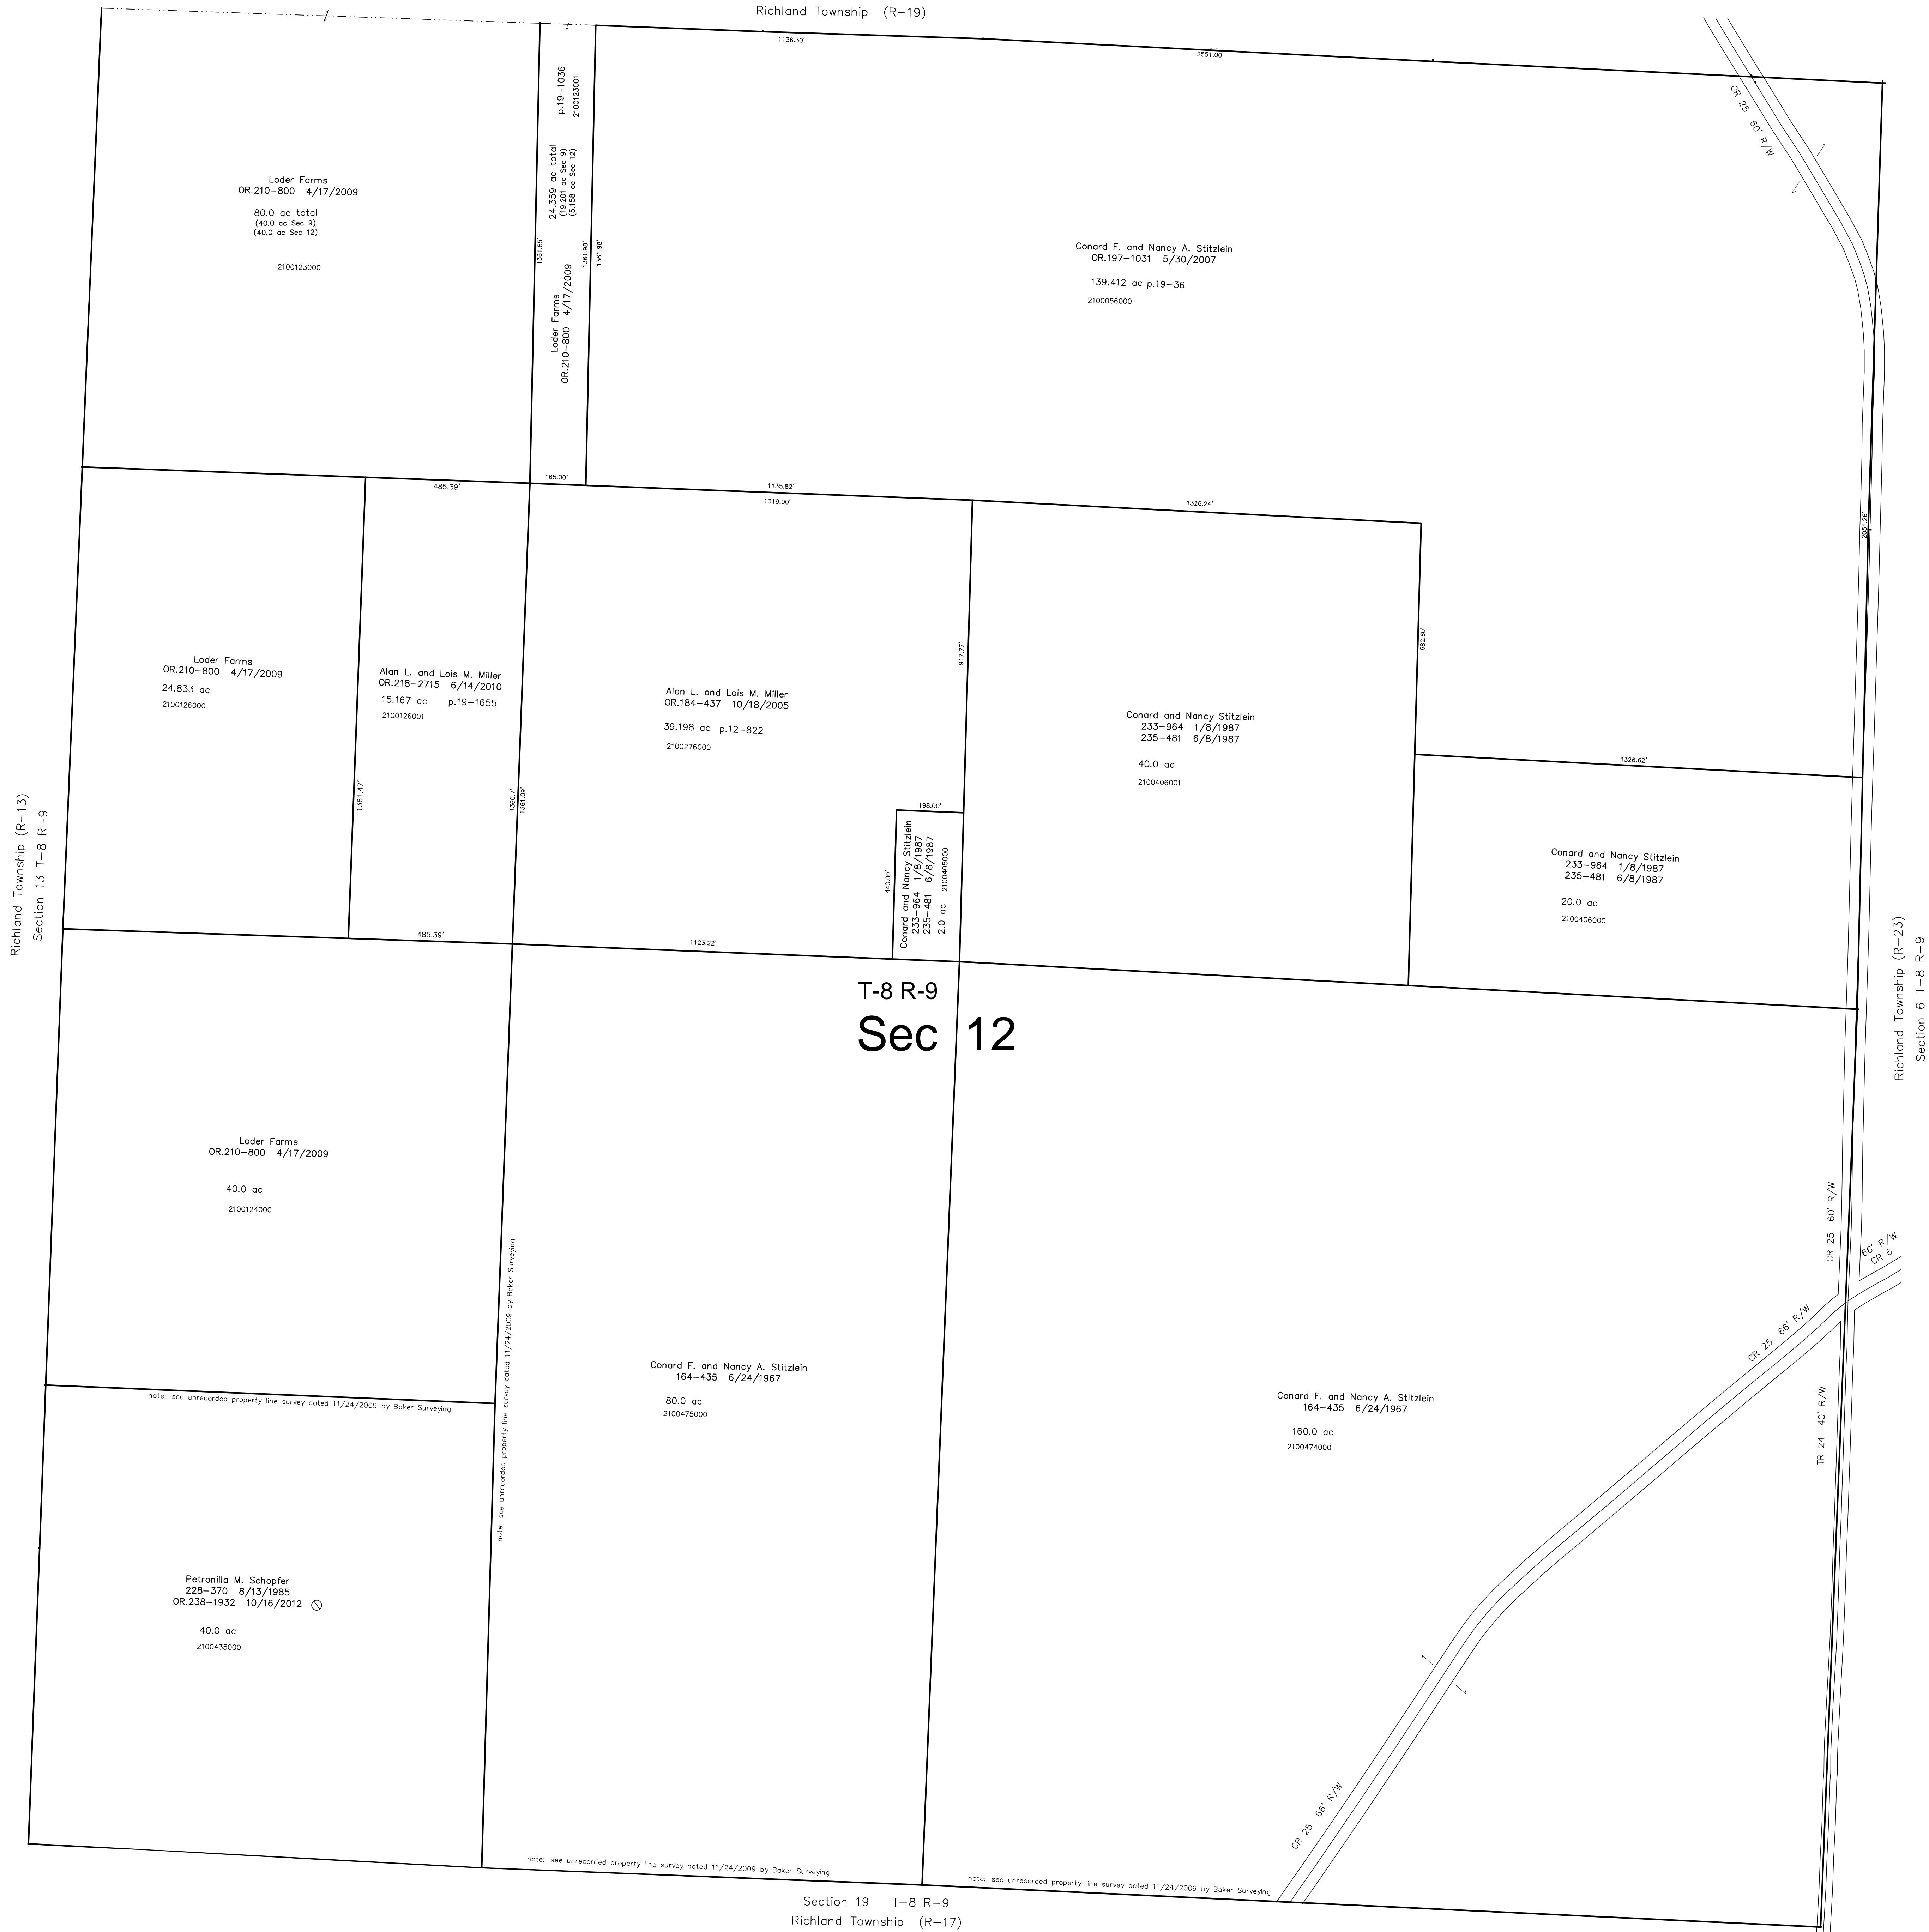 Richland Township (R-19)
1136.30'
2551.00
CR 25 60' R/W
Loder Farms
OR.210-800 4/17/2009
80.0 ac total
(40.0 ac Sec 9)
(40.0 ac Sec 12)
2100123000
p.19-1036
2100123001
24.359 ac total
(19.201 ac Sec 9)
(5.158 ac Sec 12)
Loder Farms
OR.210-800 4/17/2009
1361.85'
1361.98'
1361.98'
Conard F. and Nancy A. Stitzlein
OR.197-1031 5/30/2007
139.412 ac p.19-36
2100056000
2051.26'
485.39'
165.00'
1135.82'
1319.00'
1326.24'
Loder Farms
OR.210-800 4/17/2009
24.833 ac
2100126000
Alan L. and Lois M. Miller
OR.218-2715 6/14/2010
15.167 ac p.19-1655
2100126001
1361.47'
1360.7'
1361.09'
Alan L. and Lois M. Miller
OR.184-437 10/18/2005
39.198 ac p.12-822
2100276000
917.77'
198.00'
440.00'
Conard and Nancy Stitzlein
233-964 1/8/1987
235-481 6/8/1987
2.0 ac 2100405000
Conard and Nancy Stitzlein
233-964 1/8/1987
235-481 6/8/1987
40.0 ac
2100406001
682.60'
1326.62'
Conard and Nancy Stitzlein
233-964 1/8/1987
235-481 6/8/1987
20.0 ac
2100406000
Richland Township (R-13)
Section 13 T-8 R-9
Richland Township (R-23)
Section 6 T-8 R-9
485.39'
1123.22'
T-8 R-9
Sec 12
Loder Farms
OR.210-800 4/17/2009
40.0 ac
2100124000
note: see unrecorded property line survey dated 11/24/2009 by Baker Surveying
note: see unrecorded property line survey dated 11/24/2009 by Baker Surveying
Conard F. and Nancy A. Stitzlein
164-435 6/24/1967
80.0 ac
2100475000
Conard F. and Nancy A. Stitzlein
164-435 6/24/1967
160.0 ac
2100474000
CR 25 60' R/W
66' R/W
CR 6
CR 25 66' R/W
TR 24 40' R/W
Petronilla M. Schopfer
228-370 8/13/1985
OR.238-1932 10/16/2012
40.0 ac
2100435000
CR 25 66' R/W
note: see unrecorded property line survey dated 11/24/2009 by Baker Surveying
note: see unrecorded property line survey dated 11/24/2009 by Baker Surveying
Section 19 T-8 R-9
Richland Township (R-17)